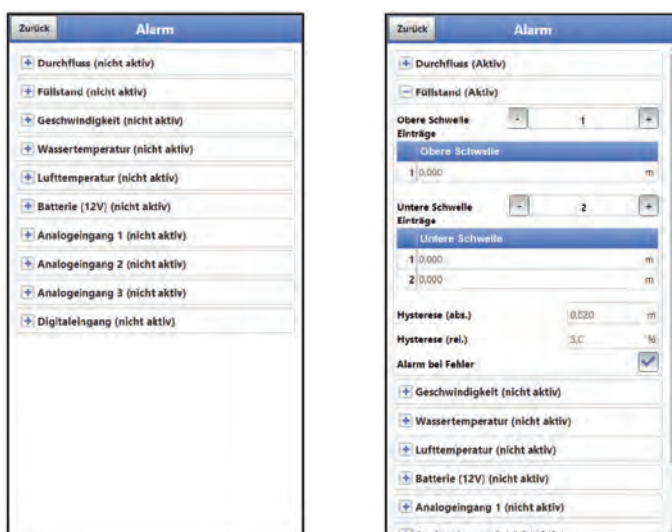 Zurück Alarm
+ Durchfluss (nicht aktiv)
+ Füllstand (nicht aktiv)
+ Geschwindigkeit (nicht aktiv)
+ Wassertemperatur (nicht aktiv)
+ Lufttemperatur (nicht aktiv)
+ Batterie (12V) (nicht aktiv)
+ Analogeingang 1 (nicht aktiv)
+ Analogeingang 2 (nicht aktiv)
+ Analogeingang 3 (nicht aktiv)
+ Digitaleingang (nicht aktiv)
Zurück Alarm
+ Durchfluss (Aktiv)
− Füllstand (Aktiv)
Obere Schwelle - 1 +
Einträge
Obere Schwelle
1 0,000 m
Untere Schwelle - 2 +
Einträge
Untere Schwelle
1 0,000 m
2 0,000 m
Hysterese (abs.) 0,020 m
Hysterese (rel.) 5,0 %
Alarm bei Fehler
+ Geschwindigkeit (nicht aktiv)
+ Wassertemperatur (nicht aktiv)
+ Lufttemperatur (nicht aktiv)
+ Batterie (12V) (nicht aktiv)
+ Analogeingang 1 (nicht aktiv)